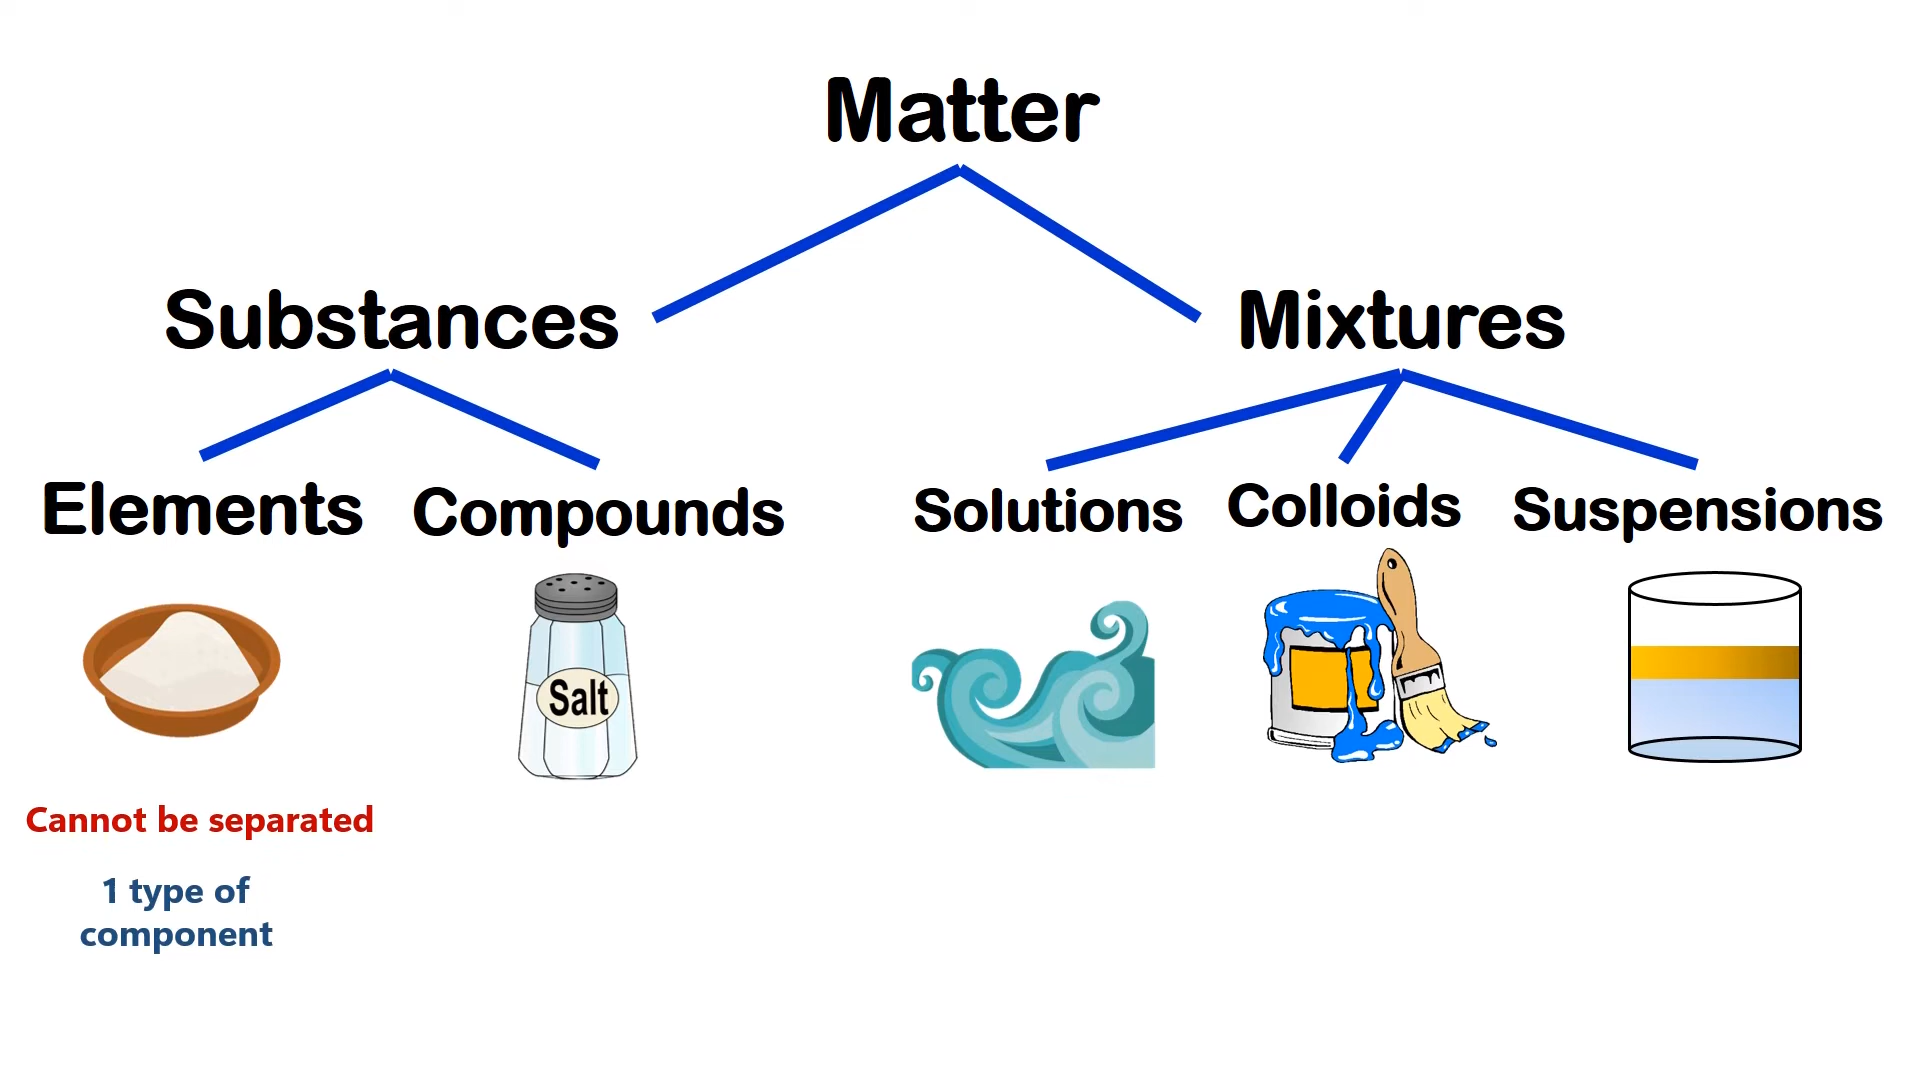 Matter
Substances
Mixtures
Elements
Compounds
Solutions
Colloids
Suspensions
Salt
Cannot be separated
1 type of
component